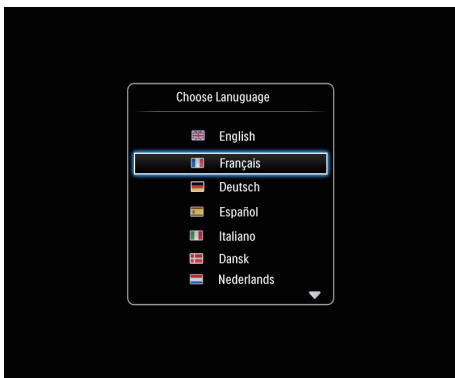 Choose Lanuguage
English
Français
Deutsch
Español
Italiano
Dansk
Nederlands